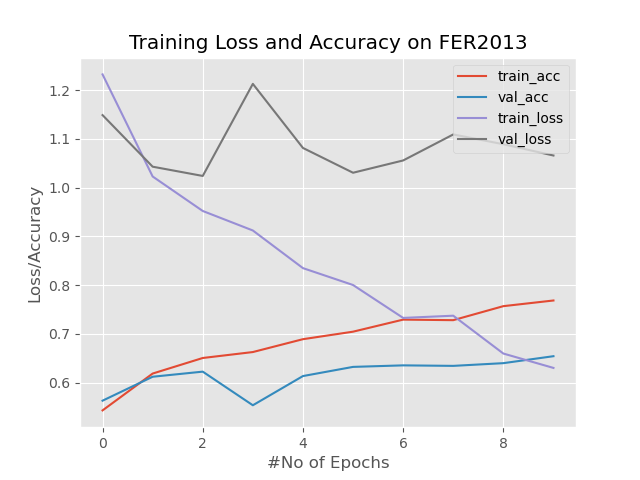 Training Loss and Accuracy on FER2013
train_acc
val_acc
train_loss
val_loss
1.2
1.1
1.0
0.9
0.8
0.7
0.6
Loss/Accuracy
0 2 4 6 8
#No of Epochs